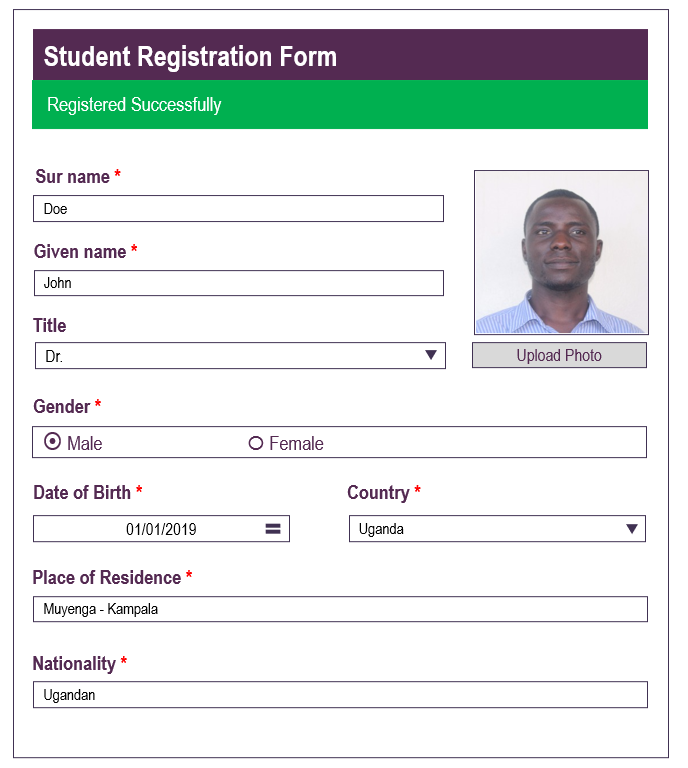 Student Registration Form
Registered Successfully
Sur name *
Doe
Given name *
John
Title
Dr.
Upload Photo
Gender *
Male Female
Date of Birth * Country *
01/01/2019 Uganda
Place of Residence *
Muyenga - Kampala
Nationality *
Ugandan